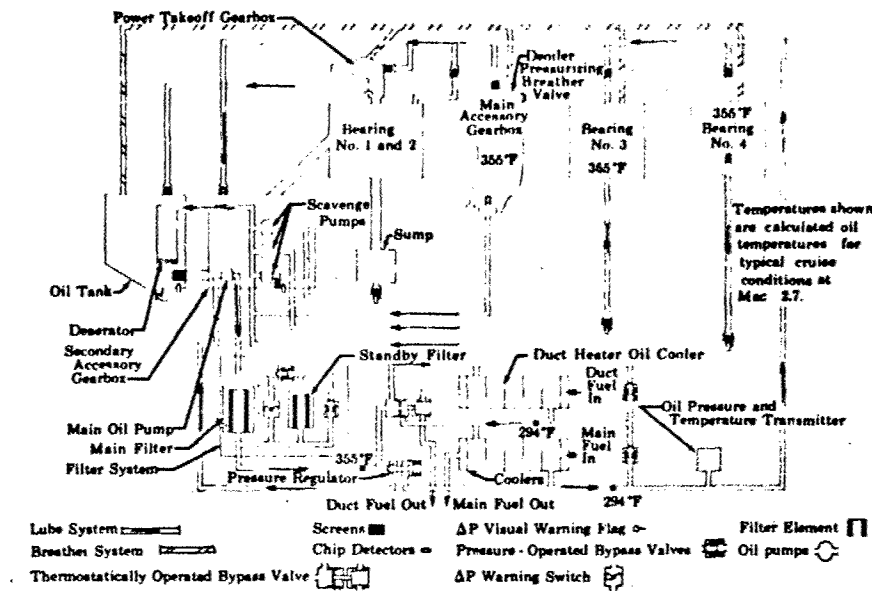 Power Takeoff Gearbox
Deoiler
Pressurizing
Breather
Valve
Main
Accessory
Gearbox
355°F
Bearing
No. 1 and 2
Bearing
No. 3
365°F
355°F
Bearing
No. 4
Scavenge
Pumps
Sump
Temperatures shown
are calculated oil
temperatures for
typical cruise
conditions at
Mac 2.7.
Oil Tank
Deaerator
Secondary
Accessory
Gearbox
Standby Filter
Duct Heater Oil Cooler
Duct
Fuel
In
Oil Pressure and
Temperature Transmitter
Main Oil Pump
Main Filter
Filter System
294°F
Main
Fuel
In
355°F
Pressure Regulator
Coolers
294°F
Duct Fuel Out
Main Fuel Out
Lube System
Screens
ΔP Visual Warning Flag
Filter Element
Breather System
Chip Detectors
Pressure-Operated Bypass Valves
Oil pumps
Thermostatically Operated Bypass Valve
ΔP Warning Switch